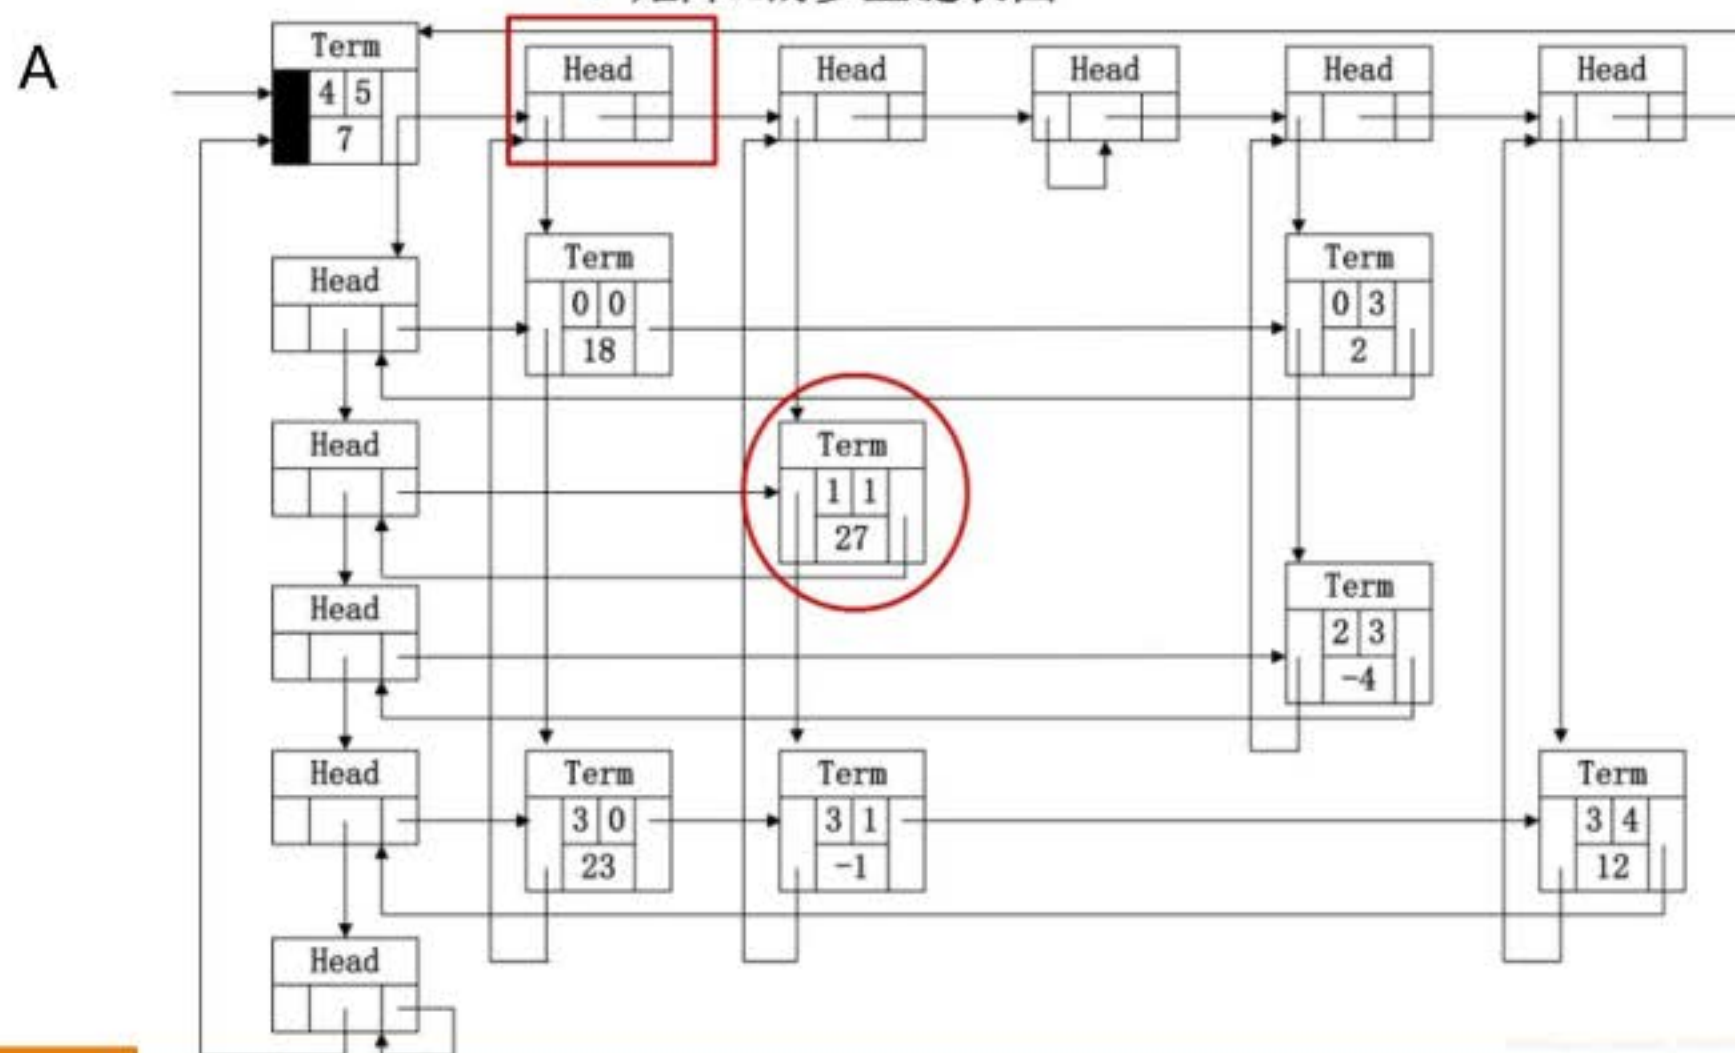 A
Term
4 5
7
Head
Head
Head
Head
Head
Head
Term
0 0
18
Term
0 3
2
Head
Term
1 1
27
Head
Term
2 3
-4
Head
Term
3 0
23
Term
3 1
-1
Term
3 4
12
Head